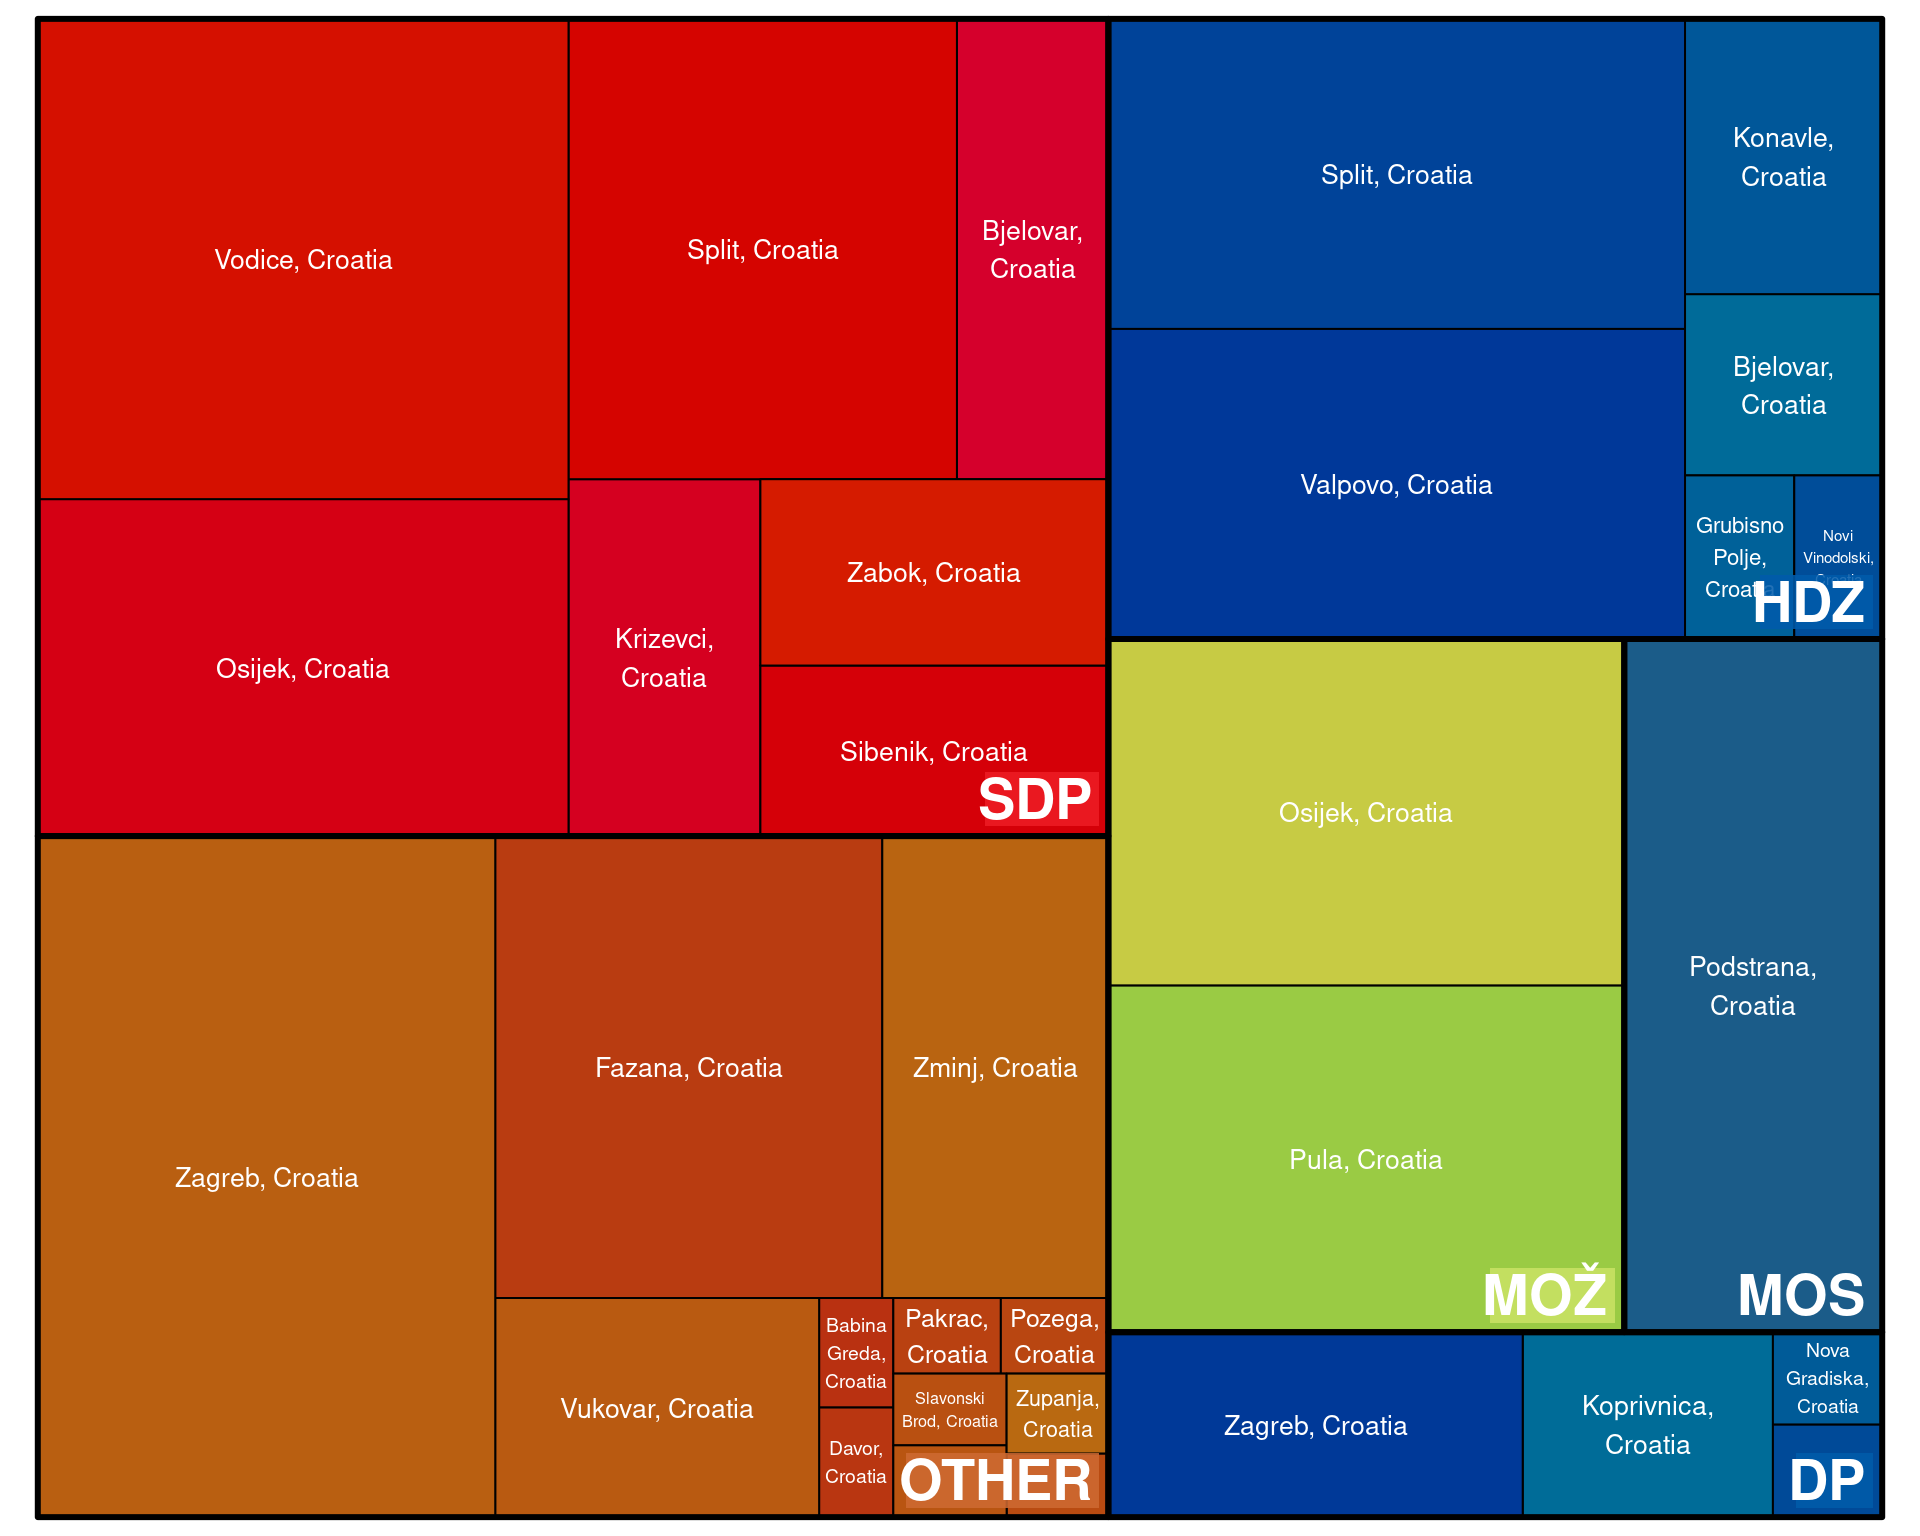 Vodice, Croatia
Split, Croatia
Bjelovar,
Croatia
Osijek, Croatia
Krizevci,
Croatia
Zabok, Croatia
Sibenik, Croatia
SDP
Split, Croatia
Konavle,
Croatia
Bjelovar,
Croatia
Valpovo, Croatia
Grubisno
Polje,
Croatia
Novi
Vinodolski,
Croatia
HDZ
Osijek, Croatia
Pula, Croatia
MOŽ
Podstrana,
Croatia
MOS
Zagreb, Croatia
Fazana, Croatia
Zminj, Croatia
Vukovar, Croatia
Babina
Greda,
Croatia
Davor,
Croatia
Pakrac,
Croatia
Pozega,
Croatia
Slavonski
Brod, Croatia
Zupanja,
Croatia
OTHER
Zagreb, Croatia
Koprivnica,
Croatia
Nova
Gradiska,
Croatia
DP